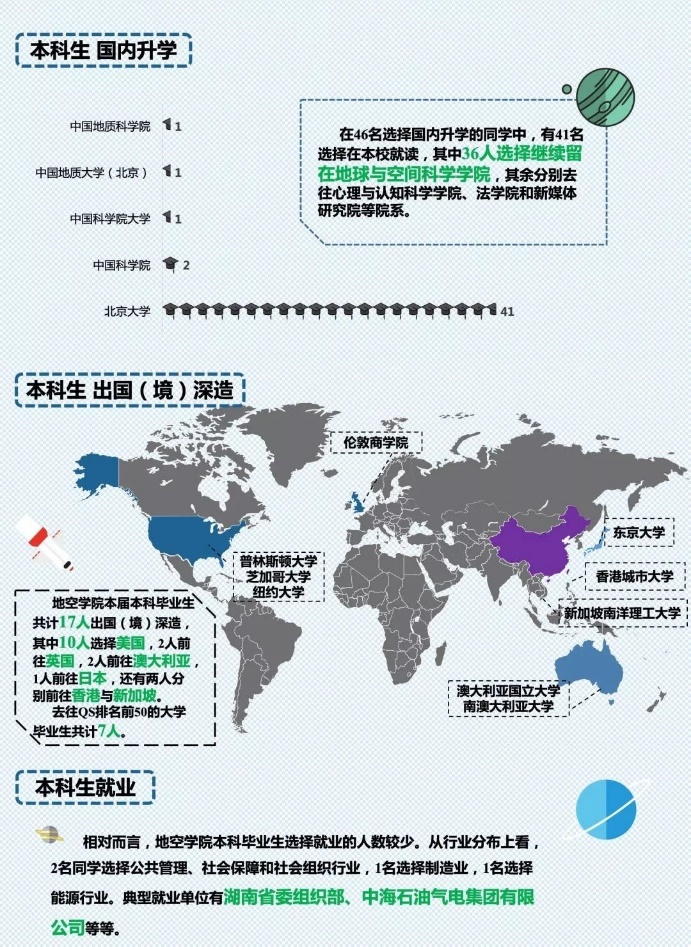 本科生 国内升学
在46名选择国内升学的同学中，有41名
选择在本校就读，其中36人选择继续留
在地球与空间科学学院，其余分别去
往心理与认知科学学院、法学院和新媒体
研究院等院系。
中国地质科学院 1
中国地质大学（北京） 1
中国科学院大学 1
中国科学院 2
北京大学 41
本科生 出国（境）深造
伦敦商学院
东京大学
普林斯顿大学
芝加哥大学
纽约大学
香港城市大学
新加坡南洋理工大学
地空学院本届本科毕业生
共计17人出国（境）深造，
其中10人选择美国，2人前
往英国，2人前往澳大利亚，
1人前往日本，还有两人分
别前往香港与新加坡。
去往QS排名前50的大学
毕业生共计7人。
澳大利亚国立大学
南澳大利亚大学
本科生就业
相对而言，地空学院本科毕业生选择就业的人数较少。从行业分布上看，
2名同学选择公共管理、社会保障和社会组织行业，1名选择制造业，1名选择
能源行业。典型就业单位有湖南省委组织部、中海石油气电集团有限
公司等等。